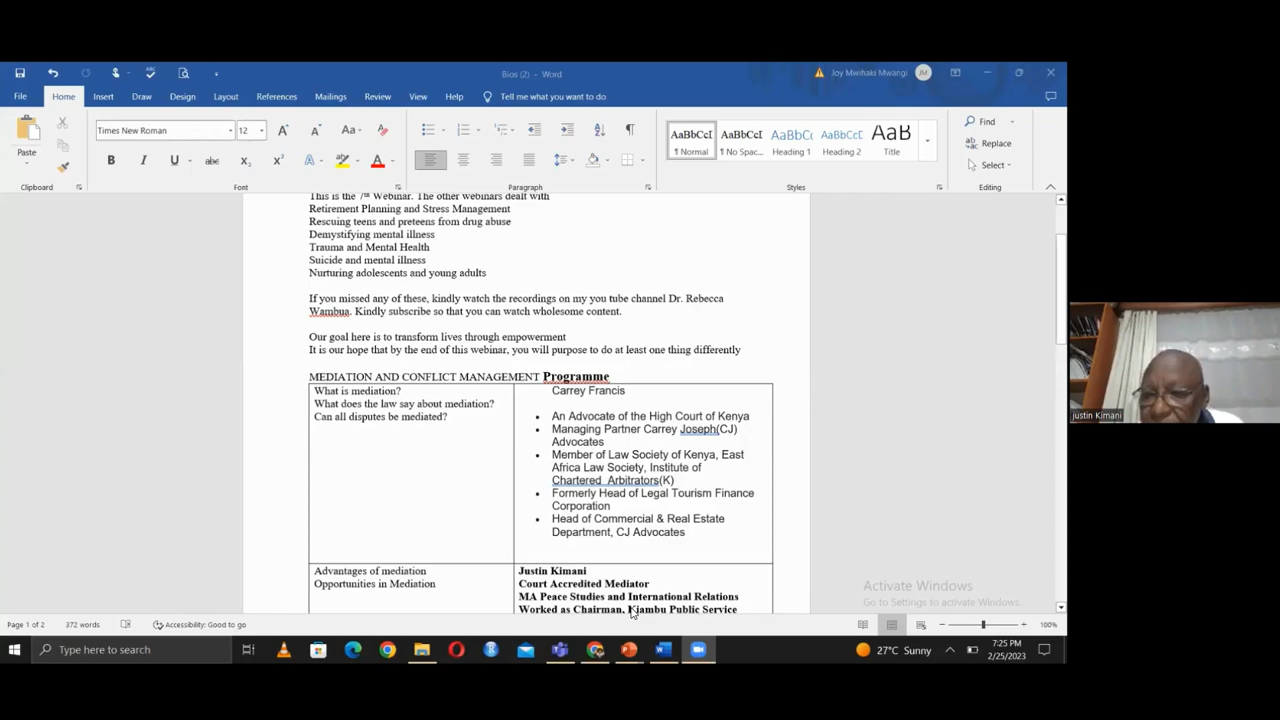 Bios (2) - Word
Joy Mwihaki Mwangi
JM
File Home Insert Draw Design Layout References Mailings Review View Help Tell me what you want to do
Paste
Times New Roman 12
Aa
Find
Replace
Select
AaBbCcI AaBbCcI AaBbC AaBbCcI AaB
¶ Normal ¶ No Spac... Heading 1 Heading 2 Title
Clipboard Font Paragraph Styles Editing
This is the 7th Webinar. The other webinars dealt with
Retirement Planning and Stress Management
Rescuing teens and preteens from drug abuse
Demystifying mental illness
Trauma and Mental Health
Suicide and mental illness
Nurturing adolescents and young adults
If you missed any of these, kindly watch the recordings on my you tube channel Dr. Rebecca
Wambua. Kindly subscribe so that you can watch wholesome content.
Our goal here is to transform lives through empowerment
It is our hope that by the end of this webinar, you will purpose to do at least one thing differently
MEDIATION AND CONFLICT MANAGEMENT Programme
What is mediation?
What does the law say about mediation?
Can all disputes be mediated?
Carrey Francis
• An Advocate of the High Court of Kenya
• Managing Partner Carrey Joseph(CJ)
Advocates
• Member of Law Society of Kenya, East
Africa Law Society, Institute of
Chartered Arbitrators(K)
• Formerly Head of Legal Tourism Finance
Corporation
• Head of Commercial & Real Estate
Department, CJ Advocates
Advantages of mediation
Opportunities in Mediation
Justin Kimani
Court Accredited Mediator
MA Peace Studies and International Relations
Worked as Chairman, Kiambu Public Service
Activate Windows
Go to Settings to activate Windows.
justin Kimani
Page 1 of 2 372 words Accessibility: Good to go 100%
Type here to search
27°C Sunny
7:25 PM
2/25/2023